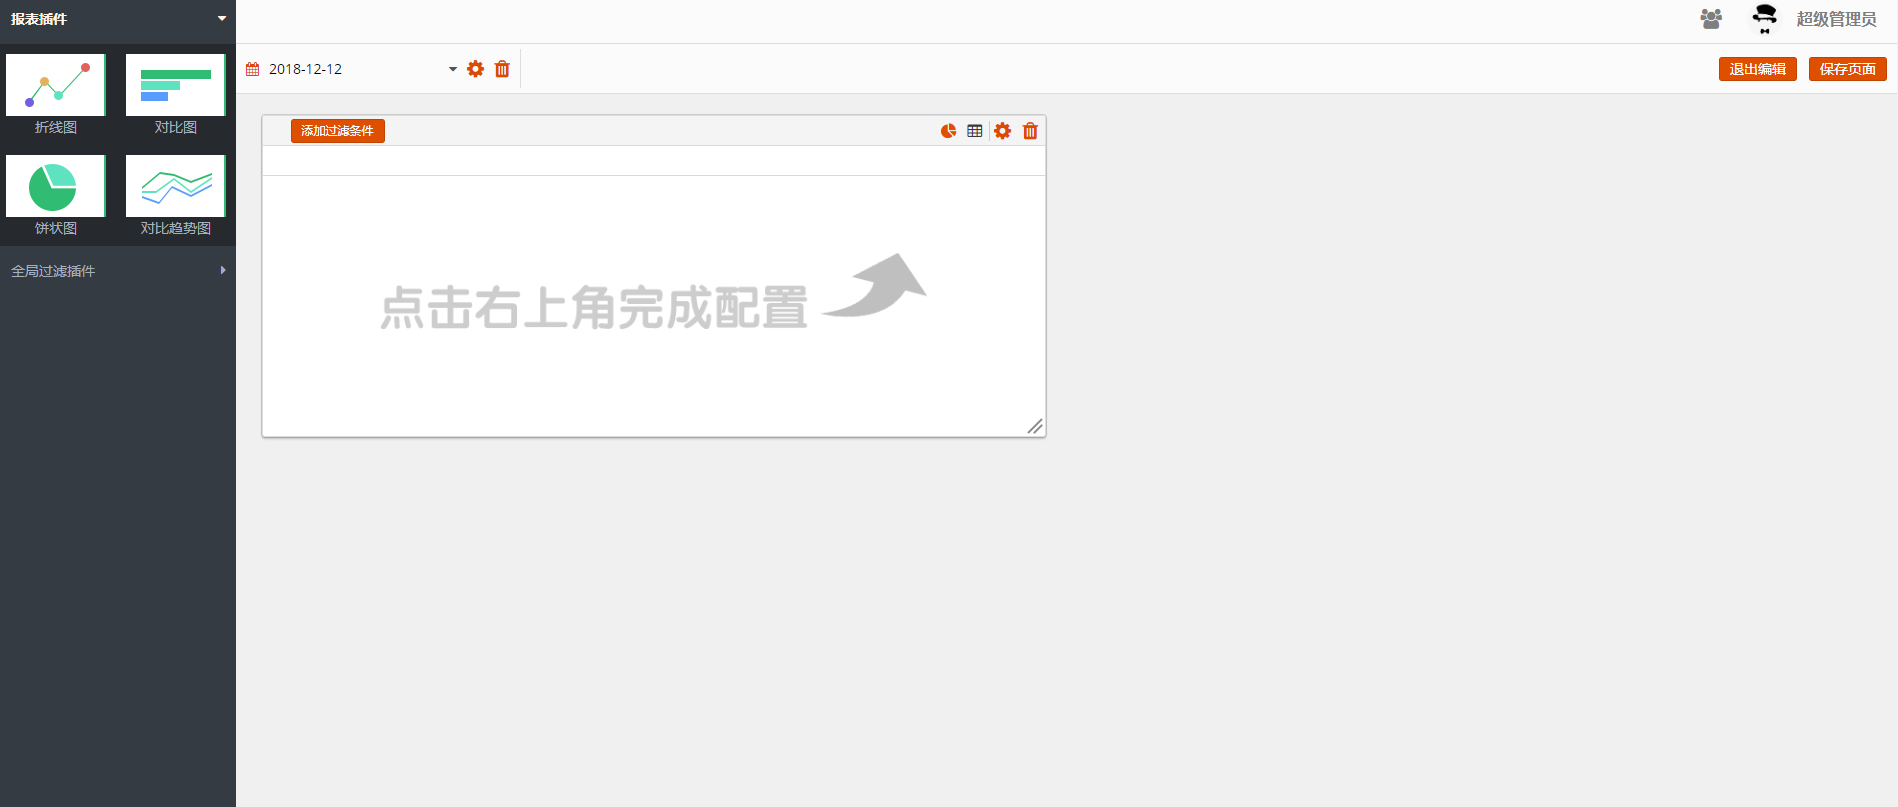 报表插件
超级管理员
2018-12-12
退出编辑
保存页面
折线图
对比图
饼状图
对比趋势图
全局过滤插件
添加过滤条件
点击右上角完成配置